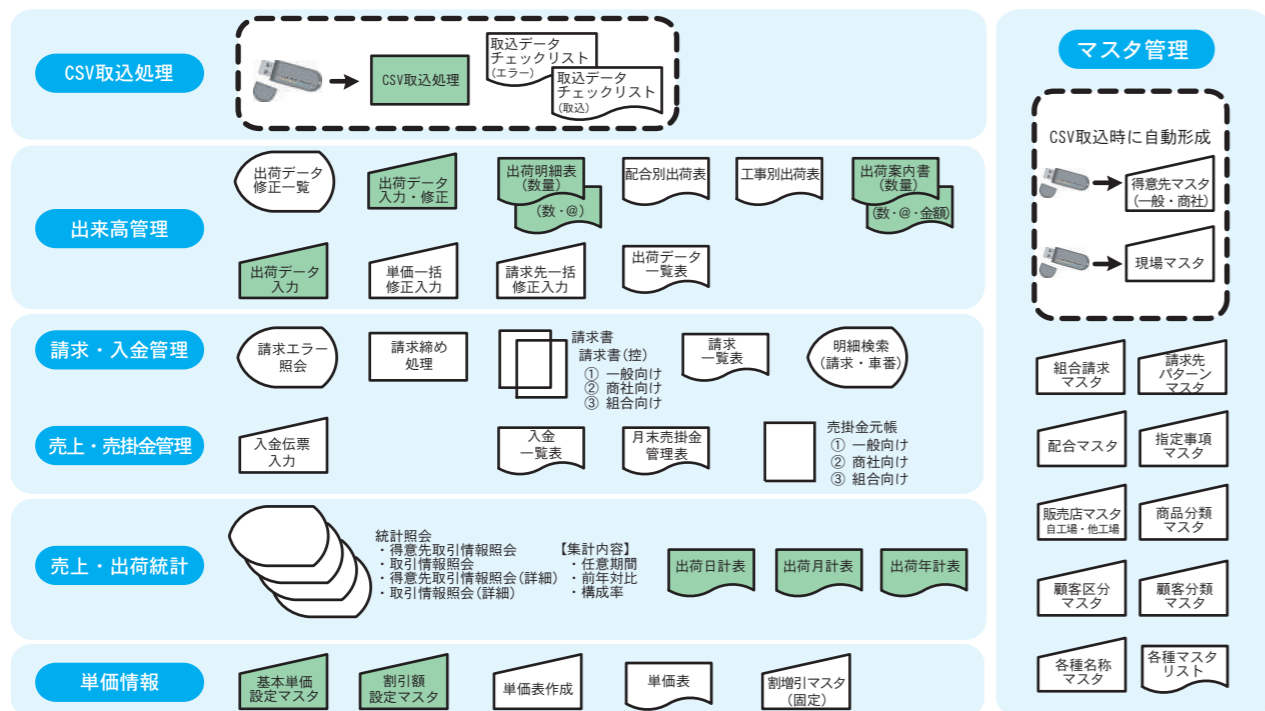 CSV取込処理
CSV取込処理
取込データ
チェックリスト
(エラー)
取込データ
チェックリスト
(取込)
出来高管理
出荷データ
修正一覧
出荷データ
入力・修正
出荷明細表
(数量)
(数・@)
配合別出荷表
工事別出荷表
出荷案内書
(数量)
(数・@・金額)
出荷データ
入力
単価一括
修正入力
請求先一括
修正入力
出荷データ
一覧表
請求・入金管理
請求エラー
照会
請求締め
処理
請求書
請求書(控)
① 一般向け
② 商社向け
③ 組合向け
請求
一覧表
明細検索
(請求・車番)
売上・売掛金管理
入金伝票
入力
入金
一覧表
月末売掛金
管理表
売掛金元帳
① 一般向け
② 商社向け
③ 組合向け
売上・出荷統計
統計照会
・得意先取引情報照会
・取引情報照会
・得意先取引情報照会(詳細)
・取引情報照会(詳細)
【集計内容】
・任意期間
・前年対比
・構成率
出荷日計表
出荷月計表
出荷年計表
単価情報
基本単価
設定マスタ
割引額
設定マスタ
単価表作成
単価表
割増引マスタ
(固定)
マスタ管理
CSV取込時に自動形成
得意先マスタ
(一般・商社)
現場マスタ
組合請求
マスタ
請求先
パターン
マスタ
配合マスタ
指定事項
マスタ
販売店マスタ
自工場・他工場
商品分類
マスタ
顧客区分
マスタ
顧客分類
マスタ
各種名称
マスタ
各種マスタ
リスト